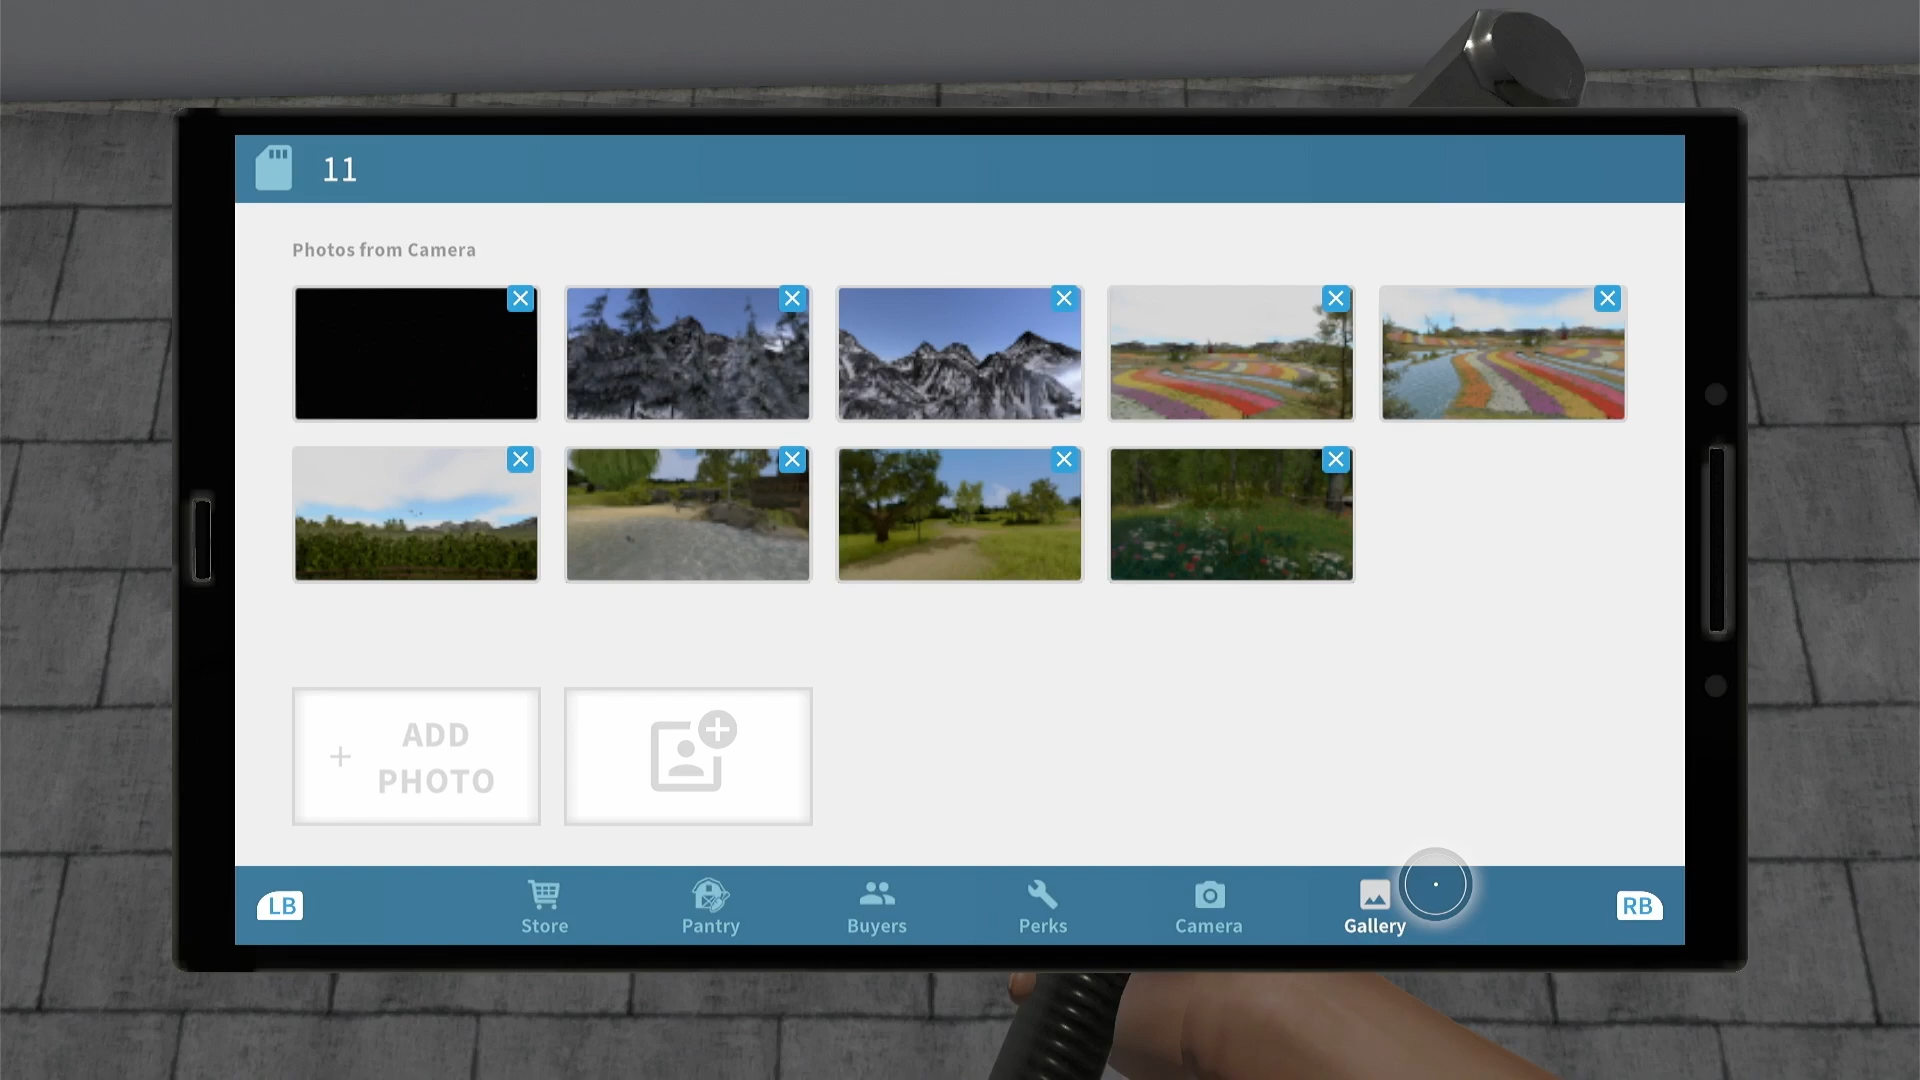 11
Photos from Camera
+ ADD
PHOTO
LB
Store
Pantry
Buyers
Perks
Camera
Gallery
RB